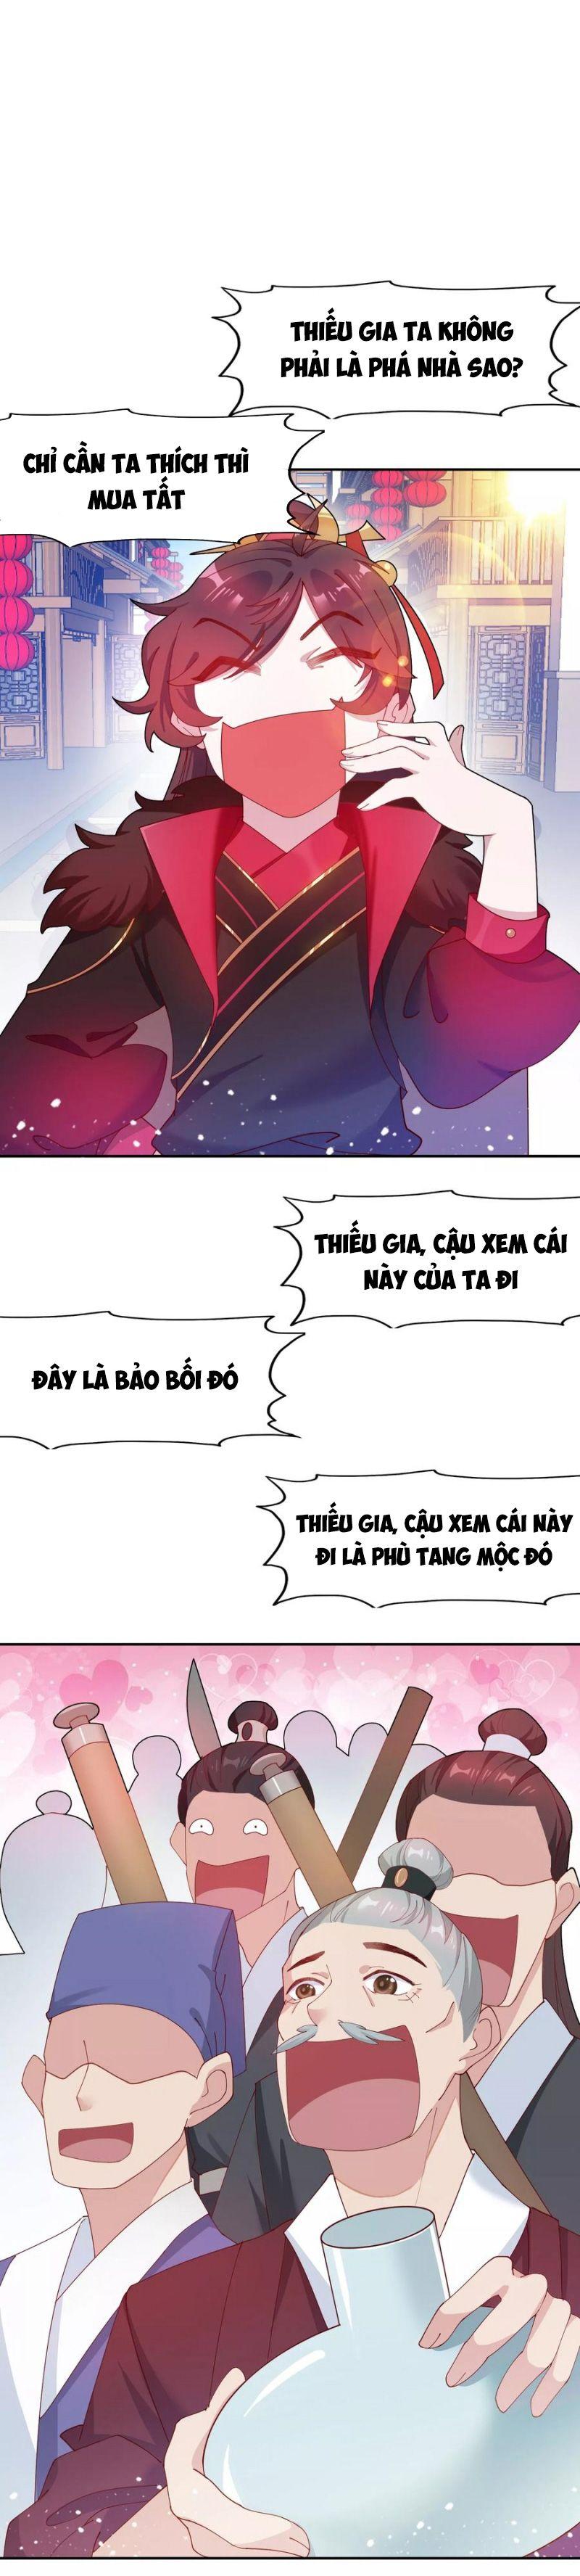 THIẾU GIA TA KHÔNG
PHẢI LÀ PHÁ NHÀ SAO?
CHỈ CẦN TA THÍCH THÌ
MUA TẤT
THIẾU GIA, CẬU XEM CÁI
NÀY CỦA TA ĐI
ĐÂY LÀ BẢO BỐI ĐÓ
THIẾU GIA, CẬU XEM CÁI NÀY
ĐI LÀ PHÙ TANG MỘC ĐÓ